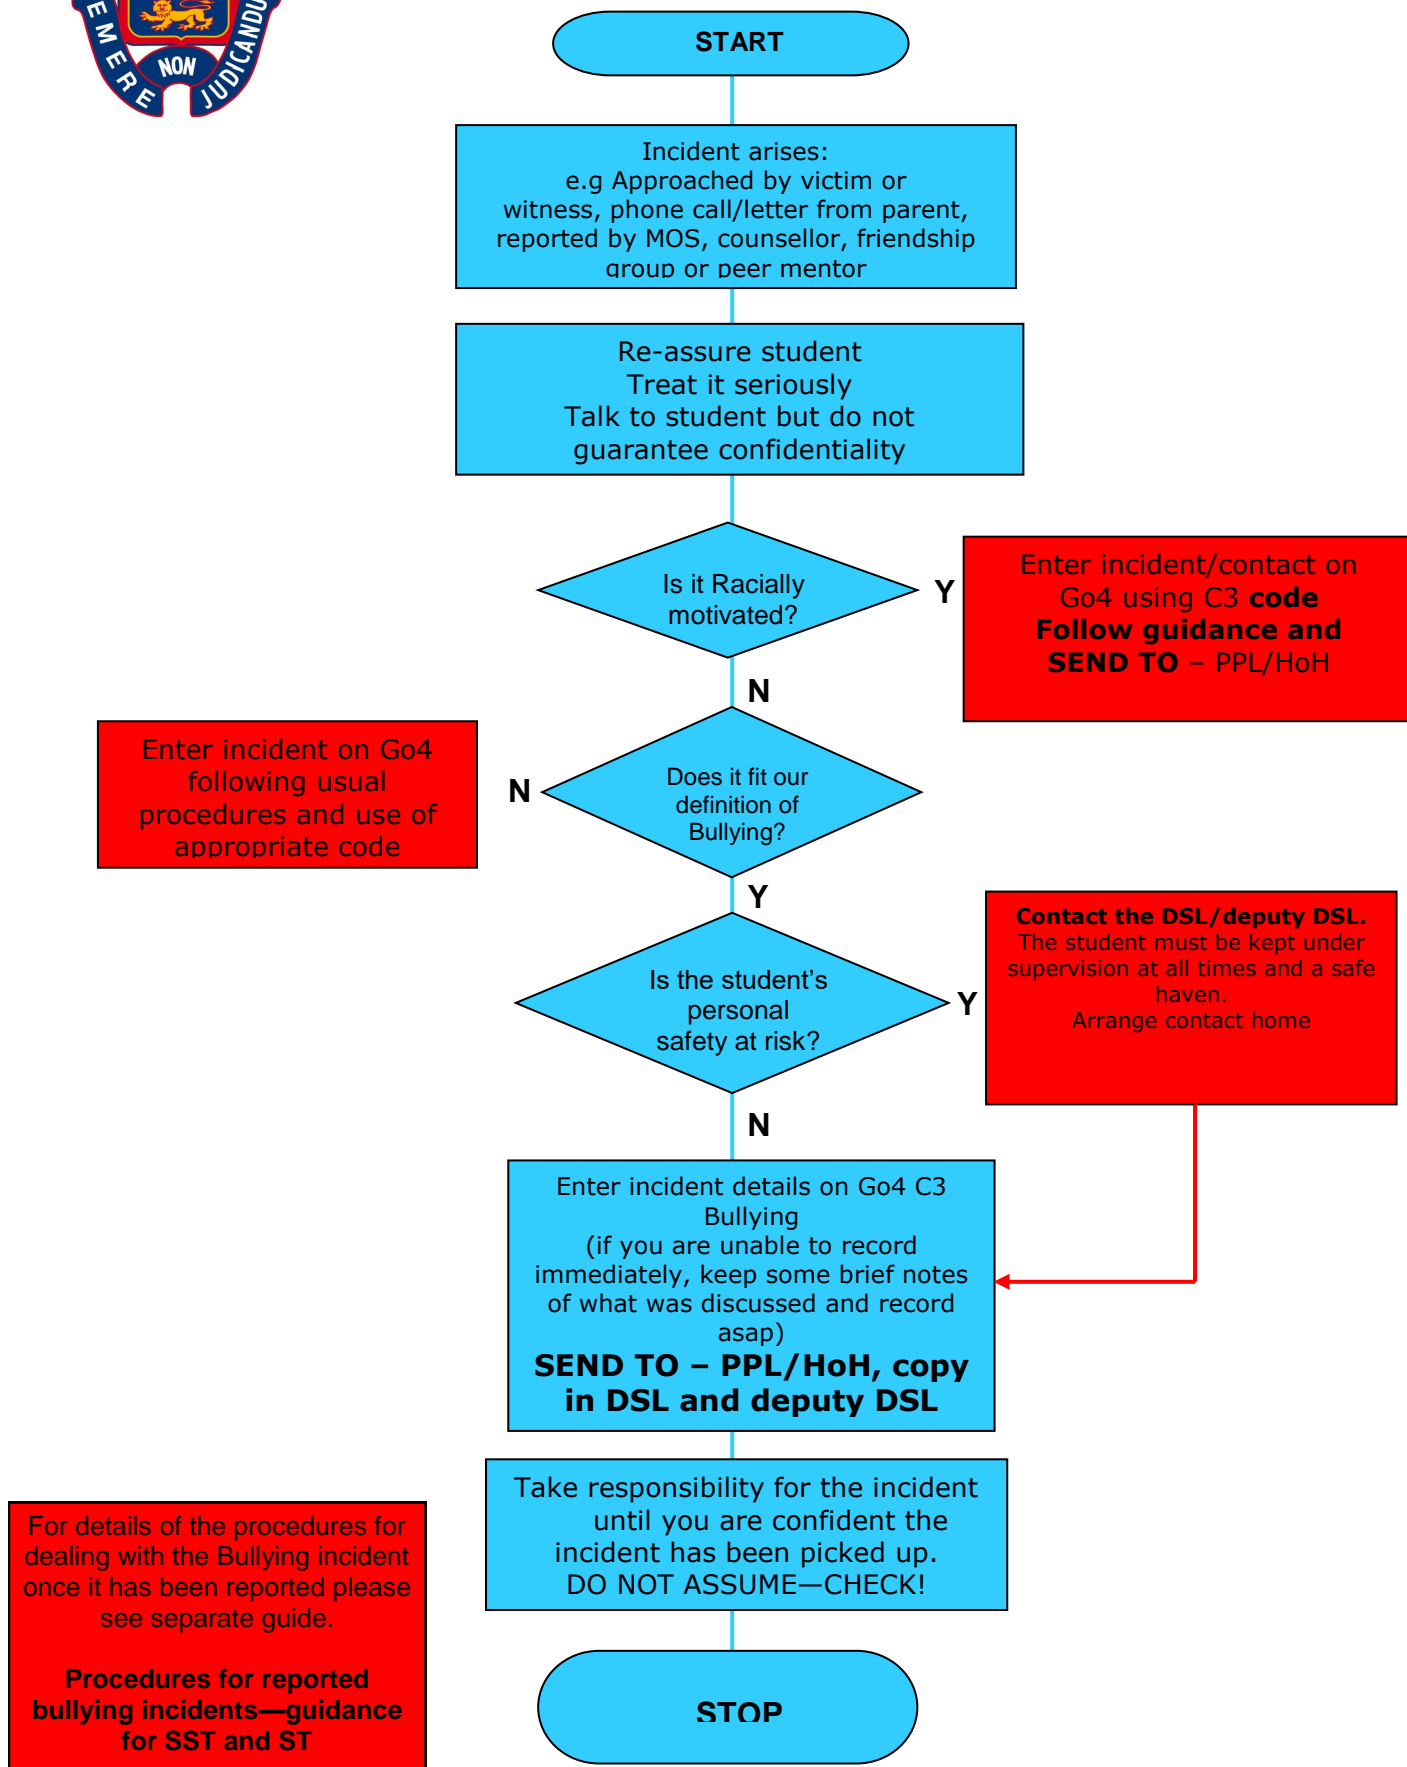 EMERE
NON
JUDICANDU
START
Incident arises:
e.g Approached by victim or
witness, phone call/letter from parent,
reported by MOS, counsellor, friendship
group or peer mentor
Re-assure student
Treat it seriously
Talk to student but do not
guarantee confidentiality
Is it Racially
motivated?
Y
Enter incident/contact on
Go4 using C3 code
Follow guidance and
SEND TO – PPL/HoH
N
Enter incident on Go4
following usual
procedures and use of
appropriate code
N
Does it fit our
definition of
Bullying?
Y
Is the student’s
personal
safety at risk?
Y
Contact the DSL/deputy DSL.
The student must be kept under
supervision at all times and a safe
haven.
Arrange contact home
N
Enter incident details on Go4 C3
Bullying
(if you are unable to record
immediately, keep some brief notes
of what was discussed and record
asap)
SEND TO – PPL/HoH, copy
in DSL and deputy DSL
Take responsibility for the incident
until you are confident the
incident has been picked up.
DO NOT ASSUME—CHECK!
For details of the procedures for
dealing with the Bullying incident
once it has been reported please
see separate guide.
Procedures for reported
bullying incidents—guidance
for SST and ST
STOP